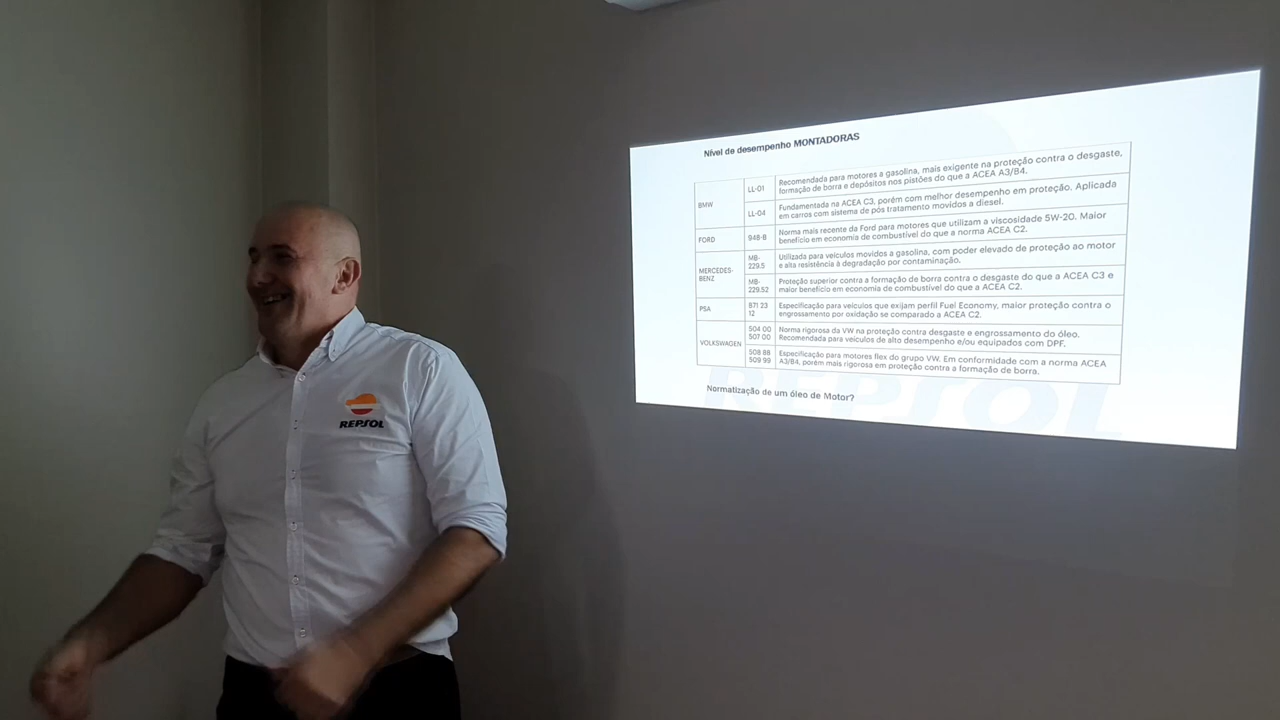 Nível de desempenho MONTADORAS
BMW
LL-01
Recomendada para motores a gasolina, mais exigente na proteção contra o desgaste,
formação de borra e depósitos nos pistões do que a ACEA A3/B4.
LL-04
Fundamentada na ACEA C3, porém com melhor desempenho em proteção. Aplicada
em carros com sistema de pós tratamento movidos a diesel.
FORD
948-B
Norma mais recente da Ford para motores que utilizam a viscosidade 5W-20. Maior
benefício em economia de combustível do que a norma ACEA C2.
MERCEDES-
BENZ
MB-
229.5
Utilizada para veículos movidos a gasolina, com poder elevado de proteção ao motor
e alta resistência à degradação por contaminação.
MB-
229.52
Proteção superior contra a formação de borra contra o desgaste do que a ACEA C3 e
maior benefício em economia de combustível do que a ACEA C2.
PSA
B71 23
12
Especificação para veículos que exijam perfil Fuel Economy, maior proteção contra o
engrossamento por oxidação se comparado a ACEA C2.
VOLKSWAGEN
504 00
507 00
Norma rigorosa da VW na proteção contra desgaste e engrossamento do óleo.
Recomendada para veículos de alto desempenho e/ou equipados com DPF.
508 88
509 99
Especificação para motores flex do grupo VW. Em conformidade com a norma ACEA
A3/B4, porém mais rigorosa em proteção contra a formação de borra.
Normatização de um óleo de Motor?
REPSOL
REPSOL